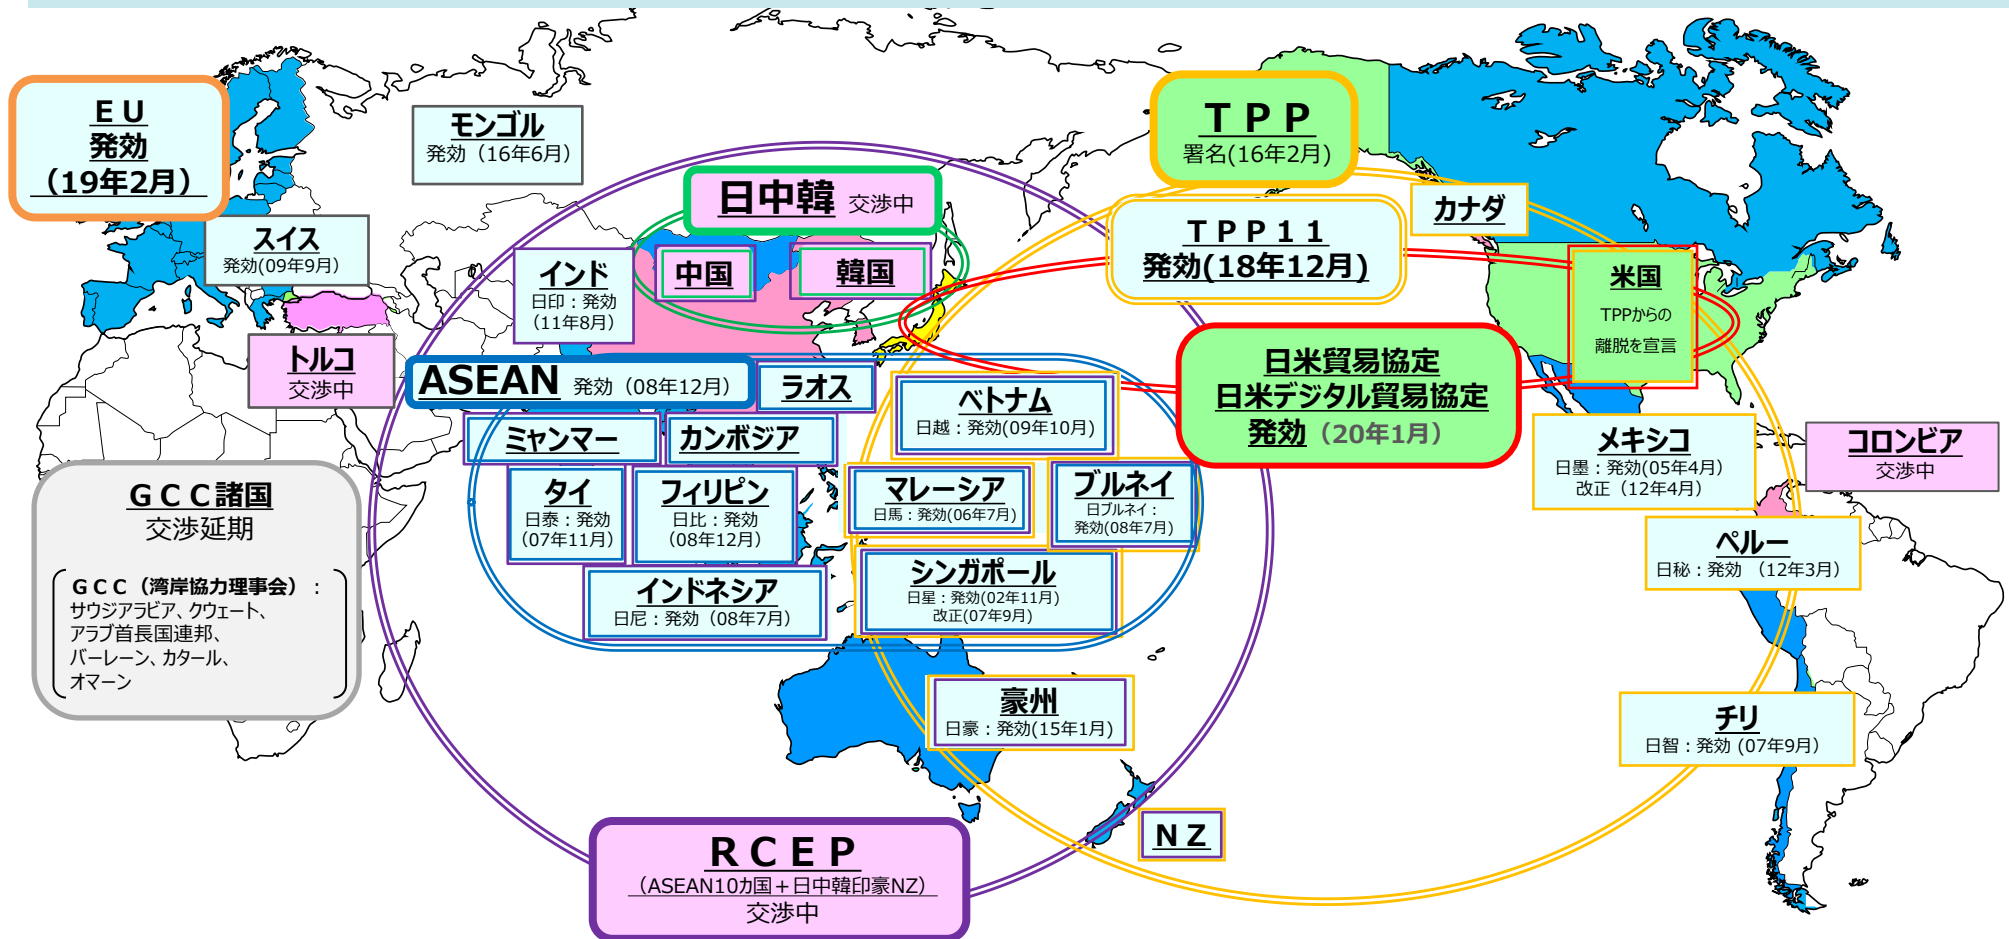 ＥＵ
発効
（19年2月）
モンゴル
発効（16年6月）
ＴＰＰ
署名(16年2月)
日中韓 交渉中
カナダ
スイス
発効(09年9月)
ＴＰＰ１１
発効(18年12月)
インド
日印：発効
（11年8月）
中国
韓国
米国
TPPからの
離脱を宣言
トルコ
交渉中
ASEAN 発効（08年12月）
ラオス
ベトナム
日越：発効(09年10月)
日米貿易協定
日米デジタル貿易協定
発効（20年1月）
ミャンマー
カンボジア
メキシコ
日墨：発効(05年4月)
改正（12年4月）
コロンビア
交渉中
ＧＣＣ諸国
交渉延期
ＧＣＣ（湾岸協力理事会）：
サウジアラビア、クウェート、
アラブ首長国連邦、
バーレーン、カタール、
オマーン
タイ
日泰：発効
（07年11月）
フィリピン
日比：発効
（08年12月）
マレーシア
日馬：発効(06年7月)
ブルネイ
日ブルネイ：
発効(08年7月)
ペルー
日秘：発効 （12年3月）
インドネシア
日尼：発効（08年7月）
シンガポール
日星：発効(02年11月)
改正(07年9月)
豪州
日豪：発効(15年1月)
チリ
日智：発効 (07年9月）
ＮＺ
ＲＣＥＰ
（ASEAN10カ国＋日中韓印豪NZ）
交渉中